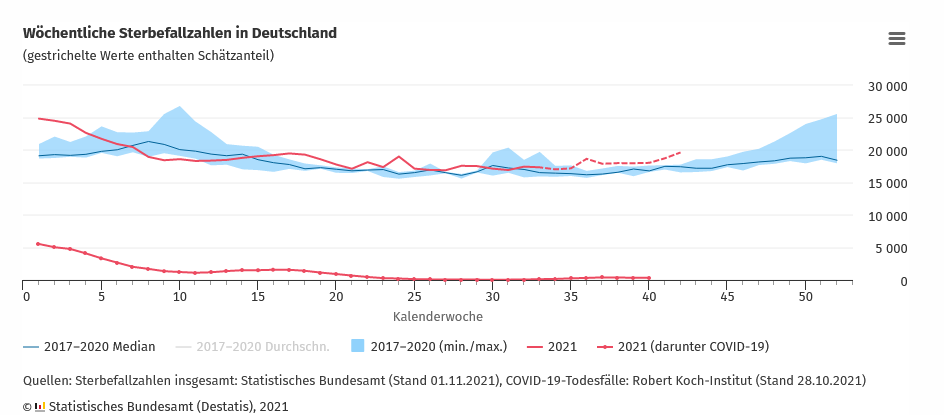 Wöchentliche Sterbefallzahlen in Deutschland
(gestrichelte Werte enthalten Schätzanteil)
30 000
25 000
20 000
15 000
10 000
5 000
0
0 5 10 15 20 25 30 35 40 45 50
Kalenderwoche
2017–2020 Median 2017–2020 Durchschn. 2017–2020 (min./max.) 2021 2021 (darunter COVID-19)
Quellen: Sterbefallzahlen insgesamt: Statistisches Bundesamt (Stand 01.11.2021), COVID-19-Todesfälle: Robert Koch-Institut (Stand 28.10.2021)
© Statistisches Bundesamt (Destatis), 2021